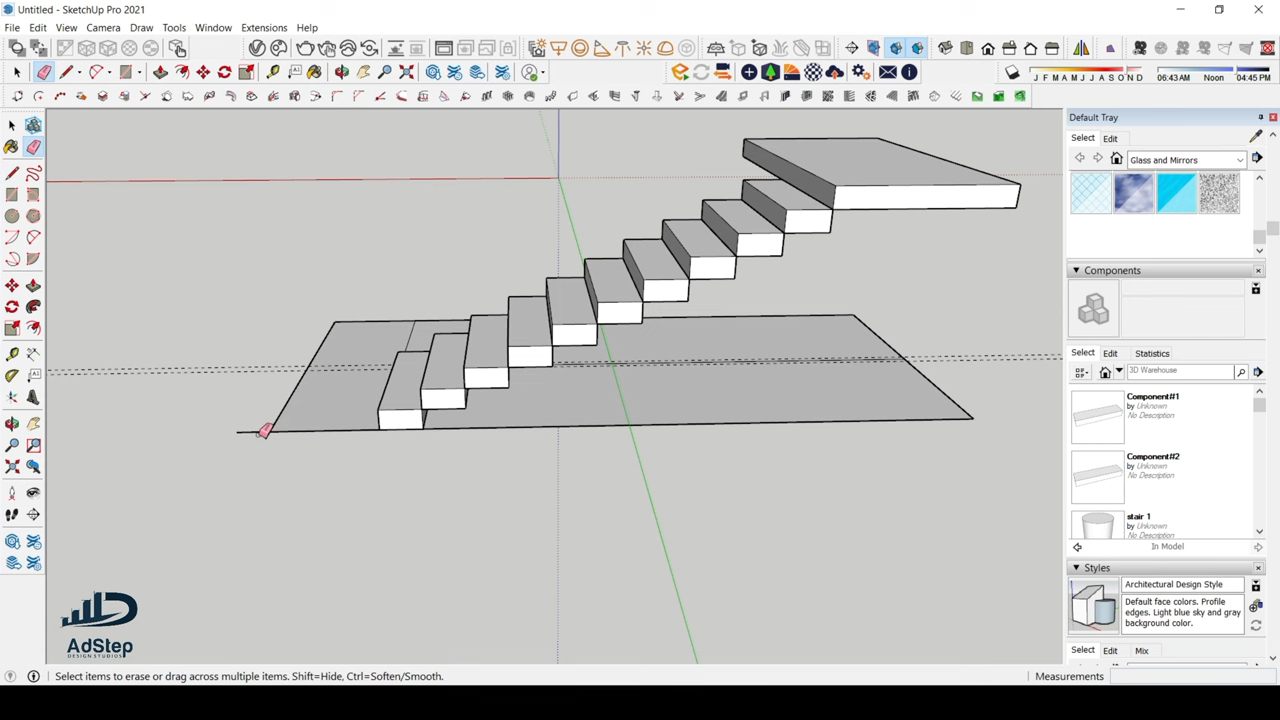 Untitled - SketchUp Pro 2021
File Edit View Camera Draw Tools Window Extensions Help
J F M A M J J A S O N D
06:43 AM Noon 04:45 PM
Default Tray
Select Edit
Glass and Mirrors
Components
Select Edit Statistics
3D Warehouse
Component#1
by Unknown
No Description
Component#2
by Unknown
No Description
stair 1
by Unknown
No Description
In Model
Styles
Architectural Design Style
Default face colors. Profile
edges. Light blue sky and gray
background color.
Select Edit Mix
AdStep
DESIGN STUDIOS
Select items to erase or drag across multiple items. Shift=Hide, Ctrl=Soften/Smooth.
Measurements